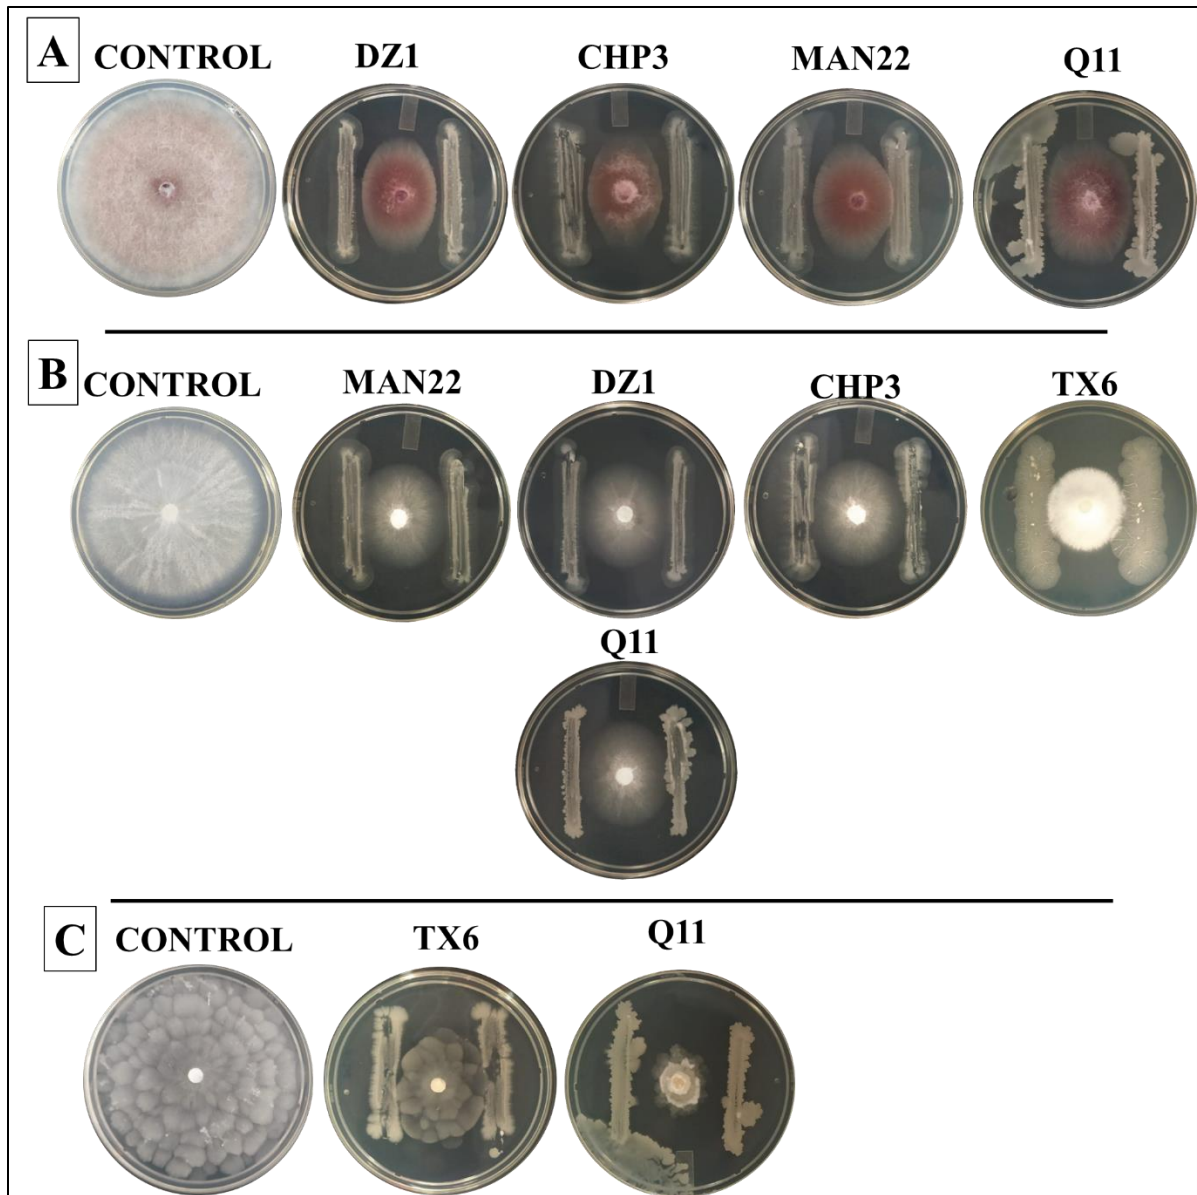 A
CONTROL
DZ1
CHP3
MAN22
Q11
B
CONTROL
MAN22
DZ1
CHP3
TX6
Q11
C
CONTROL
TX6
Q11